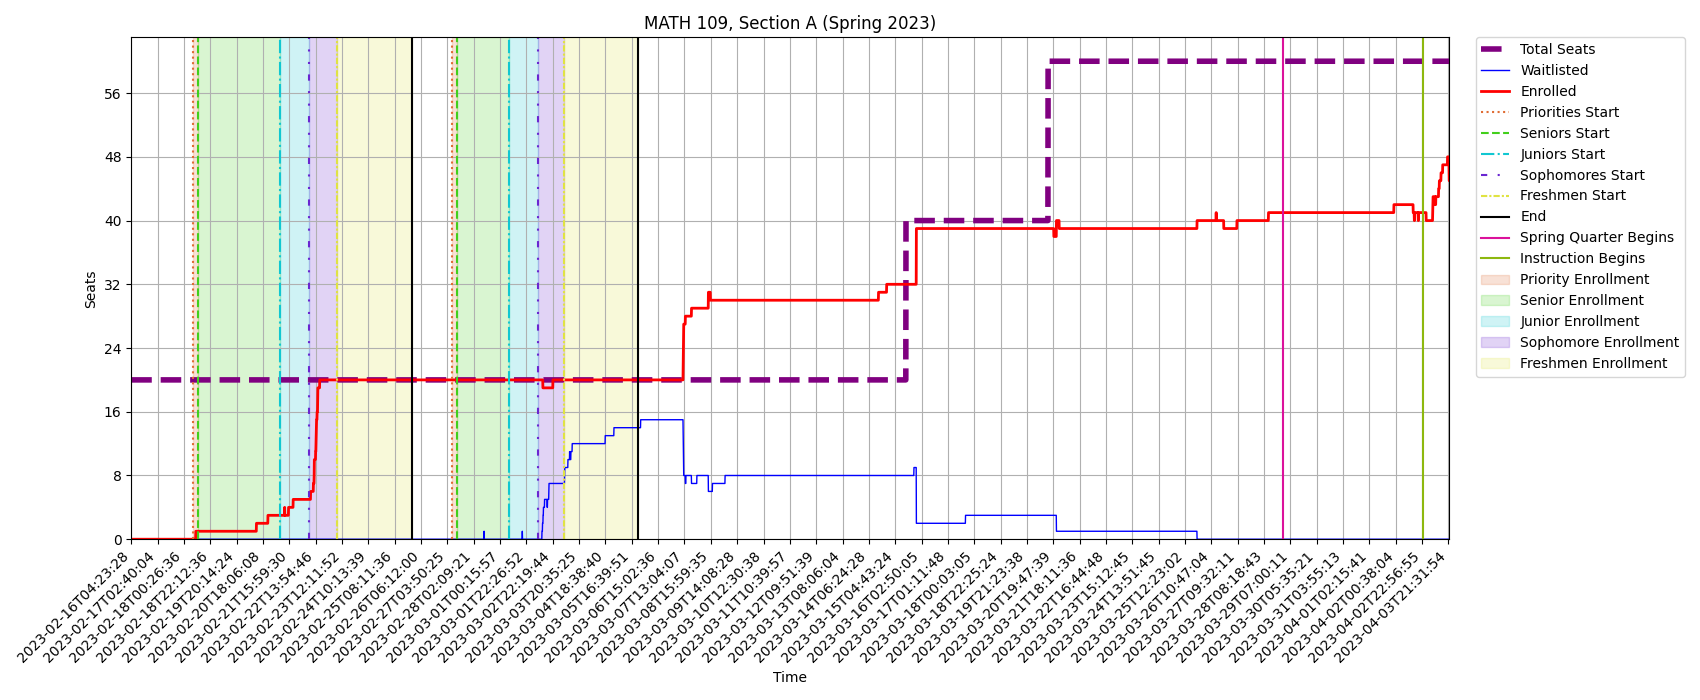 MATH 109, Section A (Spring 2023)
Seats
56
48
40
32
24
16
8
0
2023-02-16T04:23:28
2023-02-17T02:40:04
2023-02-18T00:26:36
2023-02-18T22:12:36
2023-02-19T20:14:24
2023-02-20T18:06:08
2023-02-21T15:59:30
2023-02-22T13:54:46
2023-02-23T12:11:52
2023-02-24T10:13:39
2023-02-25T08:11:36
2023-02-26T06:12:00
2023-02-27T03:50:25
2023-02-28T02:09:21
2023-03-01T00:15:57
2023-03-01T22:26:52
2023-03-02T22:19:44
2023-03-03T20:35:25
2023-03-04T18:38:40
2023-03-05T16:39:51
2023-03-06T15:02:36
2023-03-07T13:04:07
2023-03-08T15:59:35
2023-03-09T14:08:28
2023-03-10T12:30:38
2023-03-11T10:39:57
2023-03-12T09:51:39
2023-03-13T08:06:04
2023-03-14T06:24:28
2023-03-15T04:43:24
2023-03-16T02:50:05
2023-03-17T01:11:48
2023-03-18T00:03:05
2023-03-18T22:25:24
2023-03-19T21:23:38
2023-03-20T19:47:39
2023-03-21T18:11:36
2023-03-22T16:44:48
2023-03-23T15:12:45
2023-03-24T13:51:45
2023-03-25T12:23:02
2023-03-26T10:47:04
2023-03-27T09:32:11
2023-03-28T08:18:43
2023-03-29T07:00:11
2023-03-30T05:35:21
2023-03-31T03:55:13
2023-04-01T02:15:41
2023-04-02T00:38:04
2023-04-02T22:56:55
2023-04-03T21:31:54
Time
Total Seats
Waitlisted
Enrolled
Priorities Start
Seniors Start
Juniors Start
Sophomores Start
Freshmen Start
End
Spring Quarter Begins
Instruction Begins
Priority Enrollment
Senior Enrollment
Junior Enrollment
Sophomore Enrollment
Freshmen Enrollment